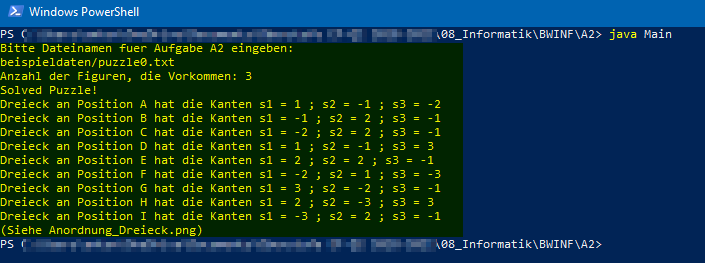 Windows PowerShell
PS C \08_Informatik\BWINF\A2> java Main
Bitte Dateinamen fuer Aufgabe A2 eingeben:
beispieldaten/puzzle0.txt
Anzahl der Figuren, die Vorkommen: 3
Solved Puzzle!
Dreieck an Position A hat die Kanten s1 = 1 ; s2 = -1 ; s3 = -2
Dreieck an Position B hat die Kanten s1 = -1 ; s2 = 2 ; s3 = -1
Dreieck an Position C hat die Kanten s1 = -2 ; s2 = 2 ; s3 = -1
Dreieck an Position D hat die Kanten s1 = 1 ; s2 = -1 ; s3 = 3
Dreieck an Position E hat die Kanten s1 = 2 ; s2 = 2 ; s3 = -1
Dreieck an Position F hat die Kanten s1 = -2 ; s2 = 1 ; s3 = -3
Dreieck an Position G hat die Kanten s1 = 3 ; s2 = -2 ; s3 = -1
Dreieck an Position H hat die Kanten s1 = 2 ; s2 = -3 ; s3 = 3
Dreieck an Position I hat die Kanten s1 = -3 ; s2 = 2 ; s3 = -1
(Siehe Anordnung_Dreieck.png)
PS C \08_Informatik\BWINF\A2>